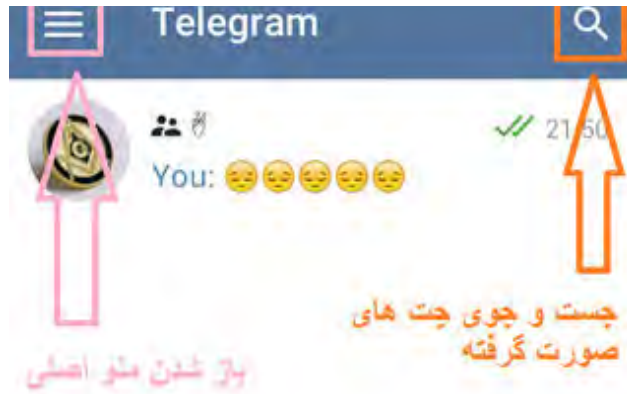 Telegram
21:50
You: 😔😔😔😔😔
جست و جوی چت های
صورت گرفته
باز شدن منو اصلی